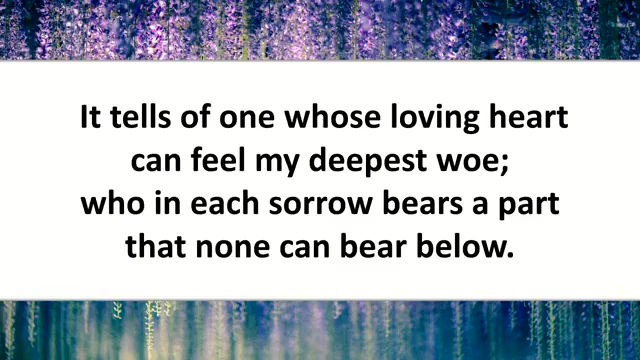 It tells of one whose loving heart
can feel my deepest woe;
who in each sorrow bears a part
that none can bear below.